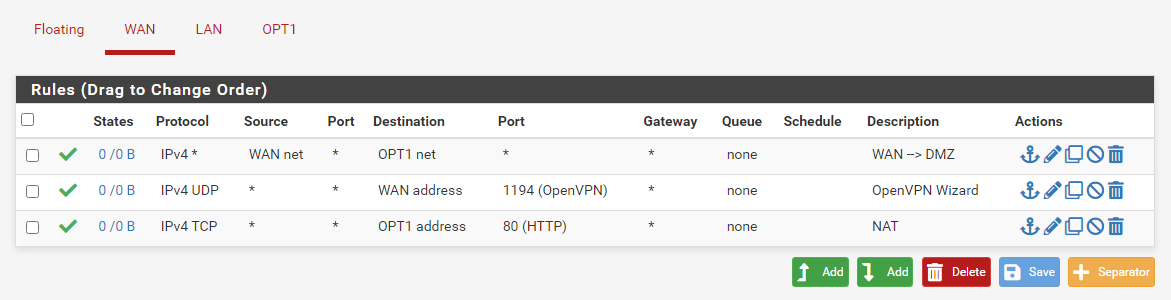 Floating WAN LAN OPT1
Rules (Drag to Change Order)
States Protocol Source Port Destination Port Gateway Queue Schedule Description Actions
0 /0 B IPv4 * WAN net * OPT1 net * * none WAN --> DMZ
0 /0 B IPv4 UDP * * WAN address 1194 (OpenVPN) * none OpenVPN Wizard
0 /0 B IPv4 TCP * * OPT1 address 80 (HTTP) * none NAT
Add Add Delete Save Separator